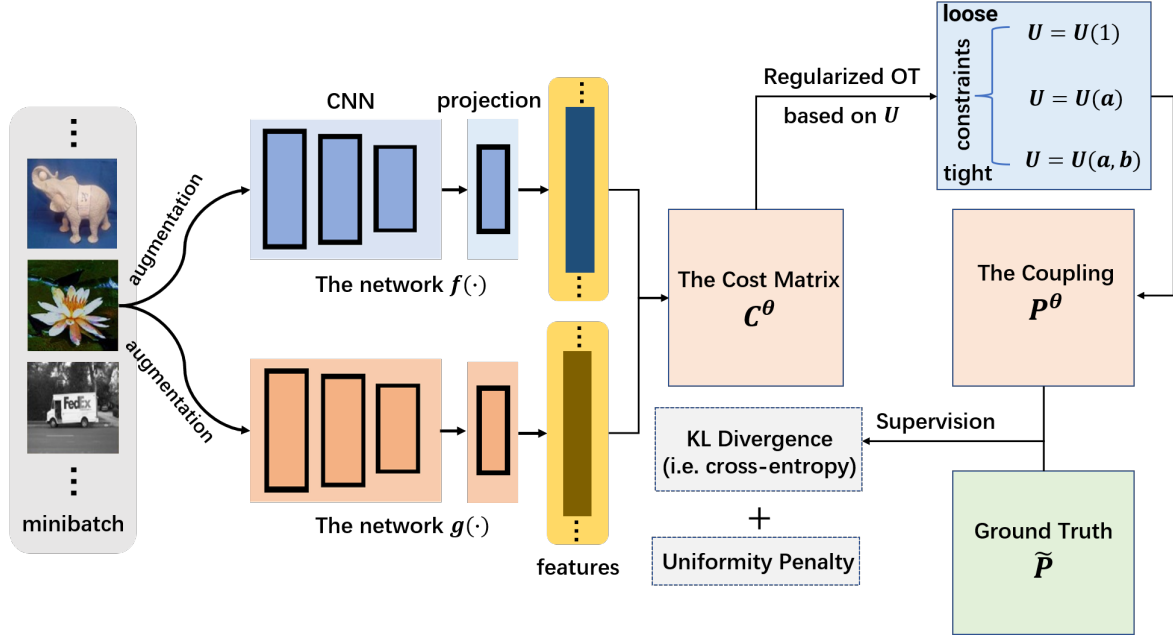 minibatch
FedEx
augmentation
augmentation
CNN
projection
The network f(·)
The network g(·)
features
The Cost Matrix
C^θ
Regularized OT
based on U
loose
constraints
tight
U = U(1)
U = U(a)
U = U(a, b)
The Coupling
P^θ
Supervision
KL Divergence
(i.e. cross-entropy)
+
Uniformity Penalty
Ground Truth
P̃